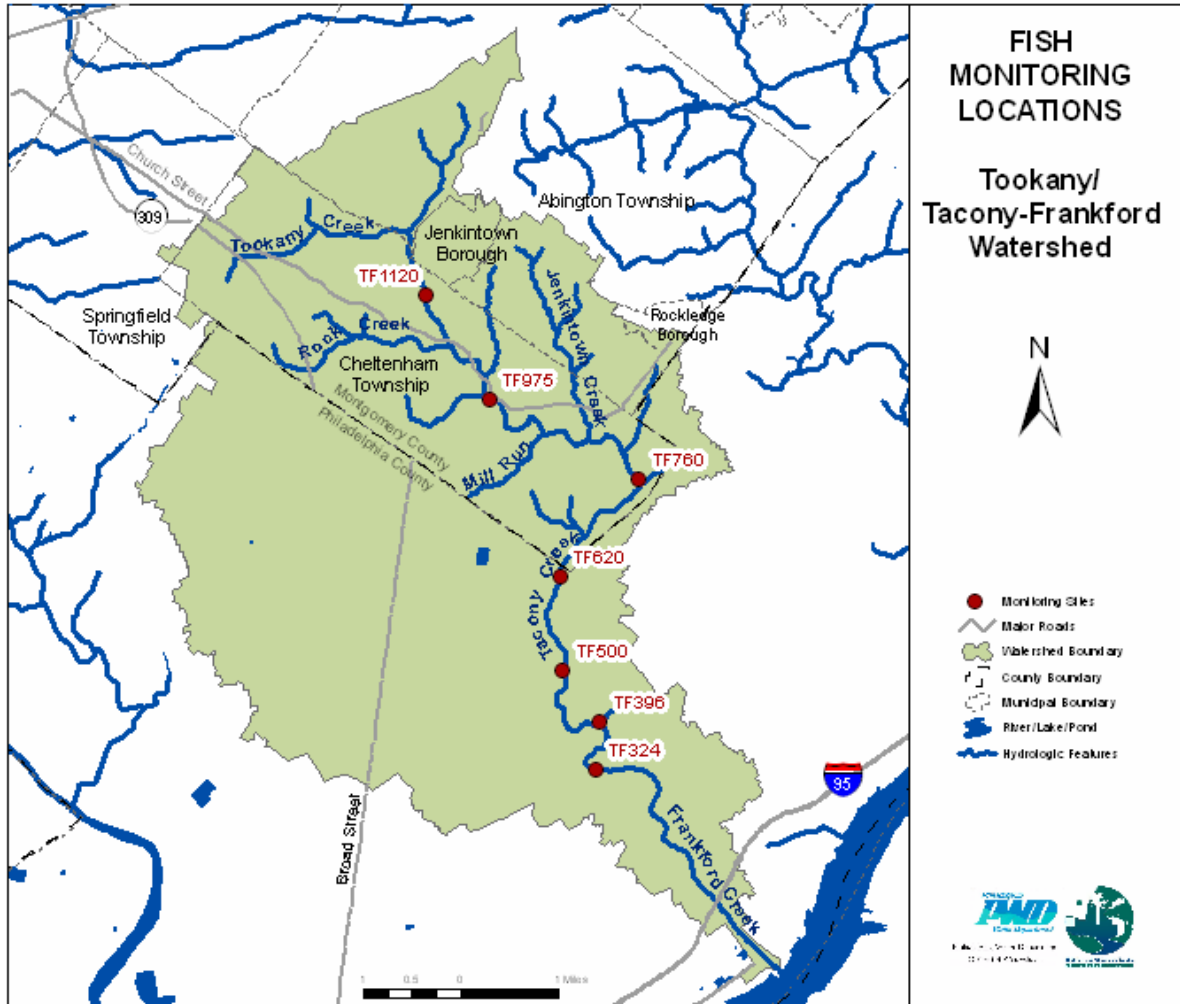 FISH
MONITORING
LOCATIONS
Tookany/
Tacony-Frankford
Watershed
N
Monitoring Sites
Major Roads
Watershed Boundary
County Boundary
Municipal Boundary
River/Lake/Pond
Hydrologic Features
PWD
Church Street
309
Abington Township
Tookany Creek
Jenkintown
Borough
TF1120
Jenkintown Creek
Rockledge
Borough
Springfield
Township
Rock Creek
Cheltenham
Township
TF975
Montgomery County
Philadelphia County
Mill Run
TF760
TF620
Tacony Creek
TF500
TF396
TF324
95
Broad Street
Frankford Creek
1 0.5 0 1 Miles